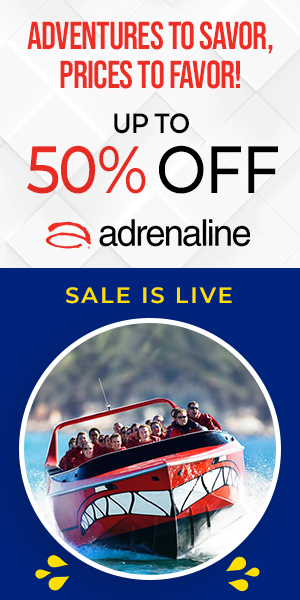 ADVENTURES TO SAVOR,
PRICES TO FAVOR!
UP TO
50% OFF
adrenaline
SALE IS LIVE